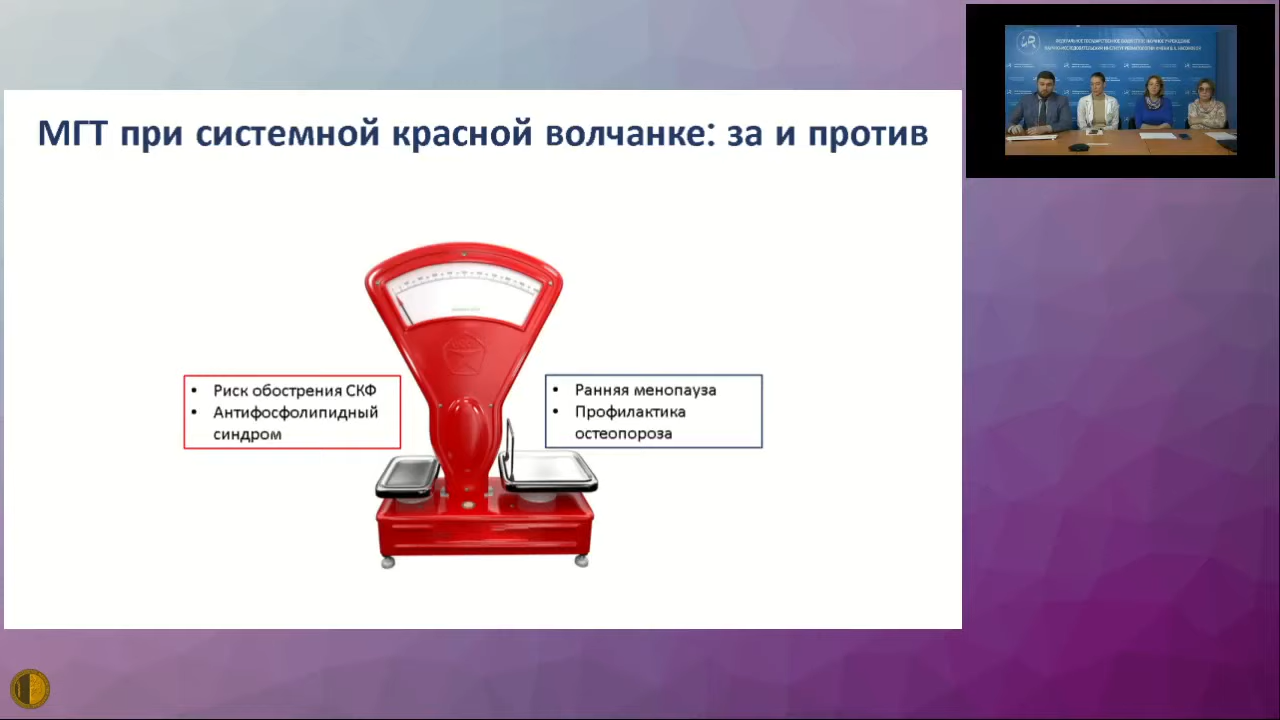 МГТ при системной красной волчанке: за и против
• Риск обострения СКФ
• Антифосфолипидный
синдром
• Ранняя менопауза
• Профилактика
остеопороза